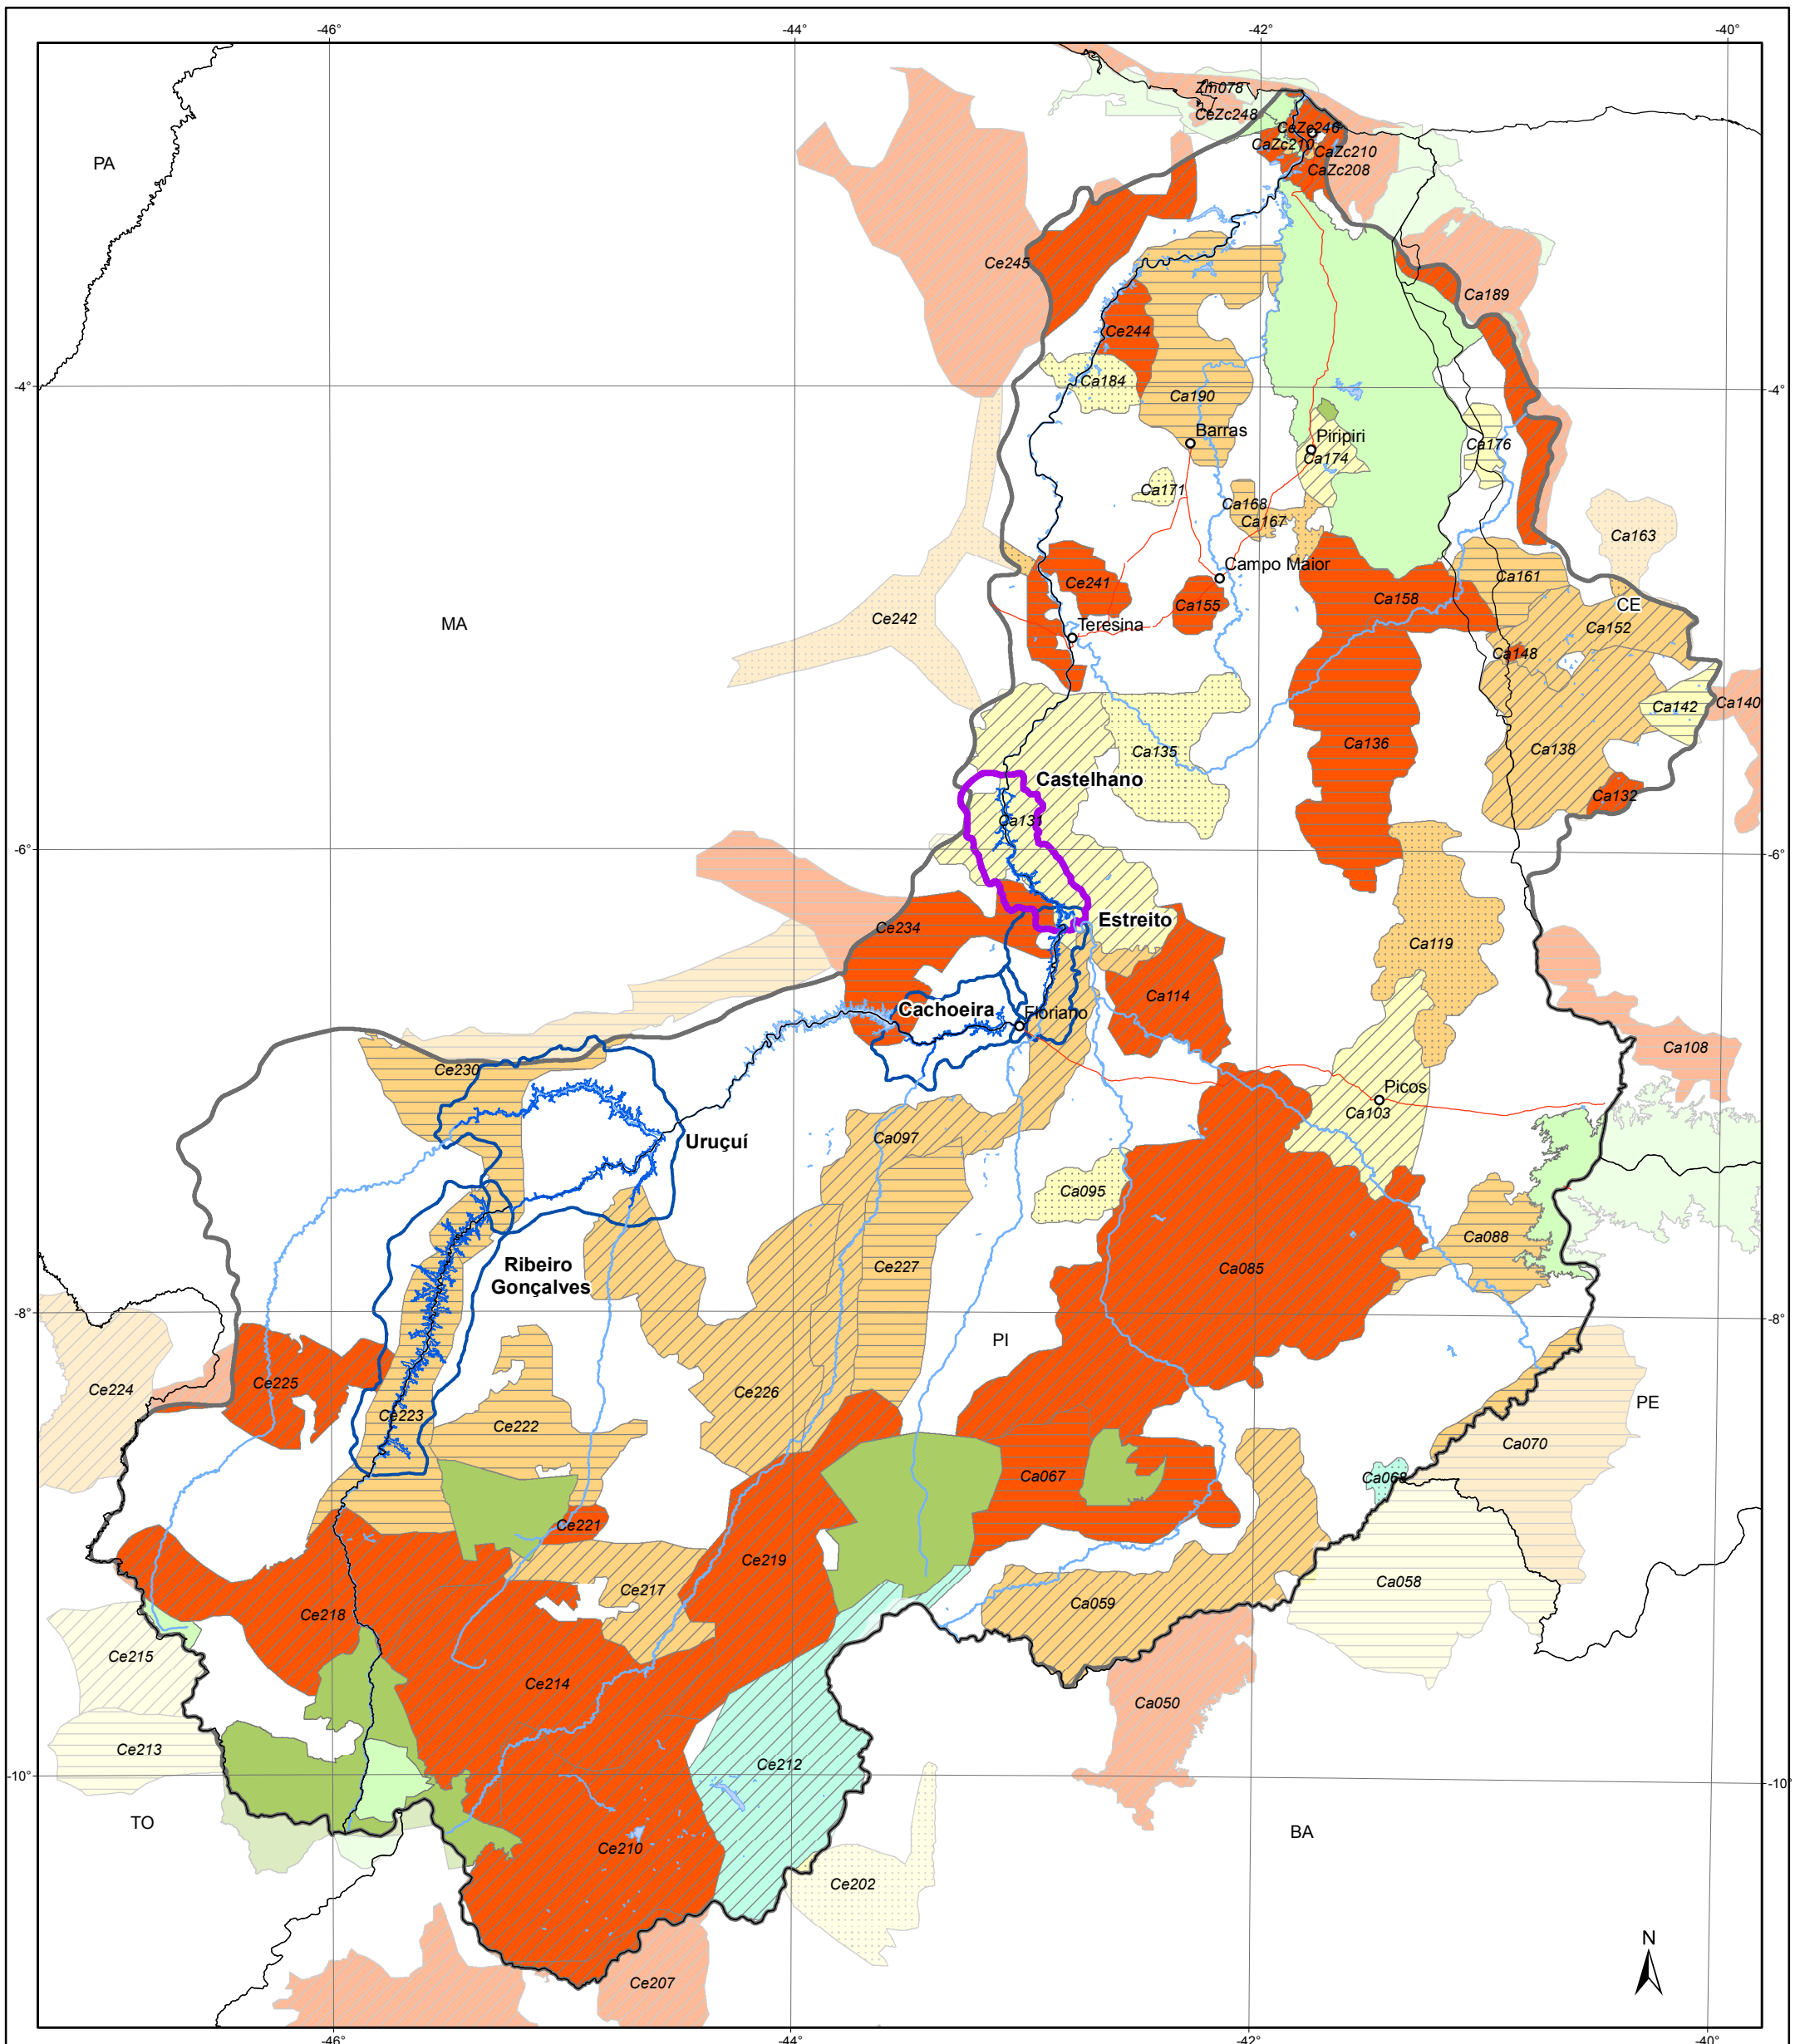 -46°
-44°
-42°
-40°
PA
Zm078
CeZc248
CeZc246
CaZc210
CaZc210
CaZc208
Ce245
Ca189
Ce244
-4°
-4°
Ca184
Ca190
Barras
Piripiri
Ca176
Ca174
Ca171
Ca168
Ca167
Ca163
Campo Maior
Ca161
Ce241
Ca155
Ca158
CE
Ce242
MA
Teresina
Ca152
Ca148
Ca142
Ca140
Ca135
Ca136
Ca138
Castelhano
Ca132
Ca131
-6°
-6°
Estreito
Ce234
Ca119
Ca114
Cachoeira
Floriano
Ca108
Ce230
Picos
Ca103
Uruçuí
Ca097
Ca095
Ca088
Ribeiro
Gonçalves
Ce227
Ca085
-8°
-8°
PI
Ce224
Ce225
Ce226
PE
Ce223
Ce222
Ca070
Ca067
Ca068
Ce221
Ce219
Ca058
Ce217
Ca059
Ce218
Ce215
Ce214
Ca050
Ce213
Ce212
-10°
-10°
TO
BA
Ce210
Ce202
N
Ce207
-46°
-44°
-42°
-40°